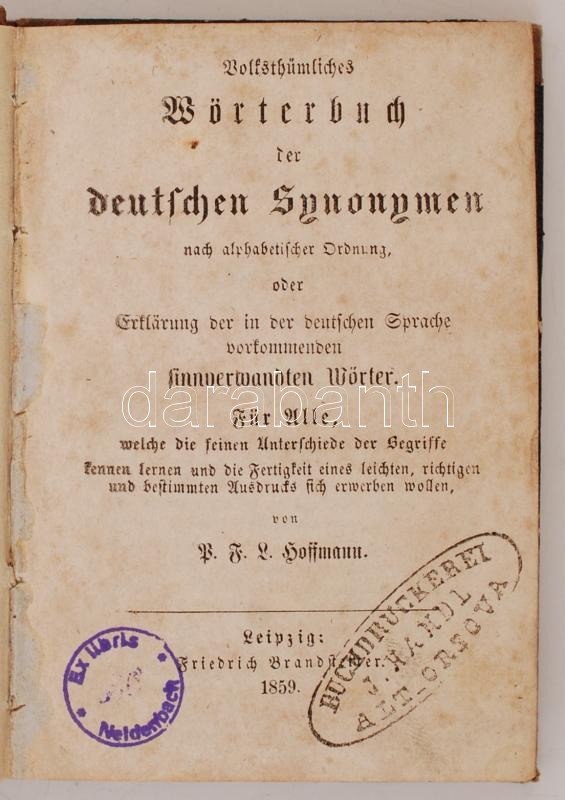 Volksthümliches
Wörterbuch
der
deutschen Synonymen
nach alphabetischer Ordnung,
oder
Erklärung der in der deutschen Sprache
vorkommenden
sinnverwandten Wörter.
Für Alle,
welche die feinen Unterschiede der Begriffe
kennen lernen und die Fertigkeit eines leichten, richtigen
und bestimmten Ausdrucks sich erwerben wollen,
von
P. F. L. Hoffmann.
Leipzig:
Friedrich Brandstetter.
1859.
Ex libris
Neidenbach
BUCHDRUCKEREI
J. HANDL
ALT-ORSOVA
darabanth